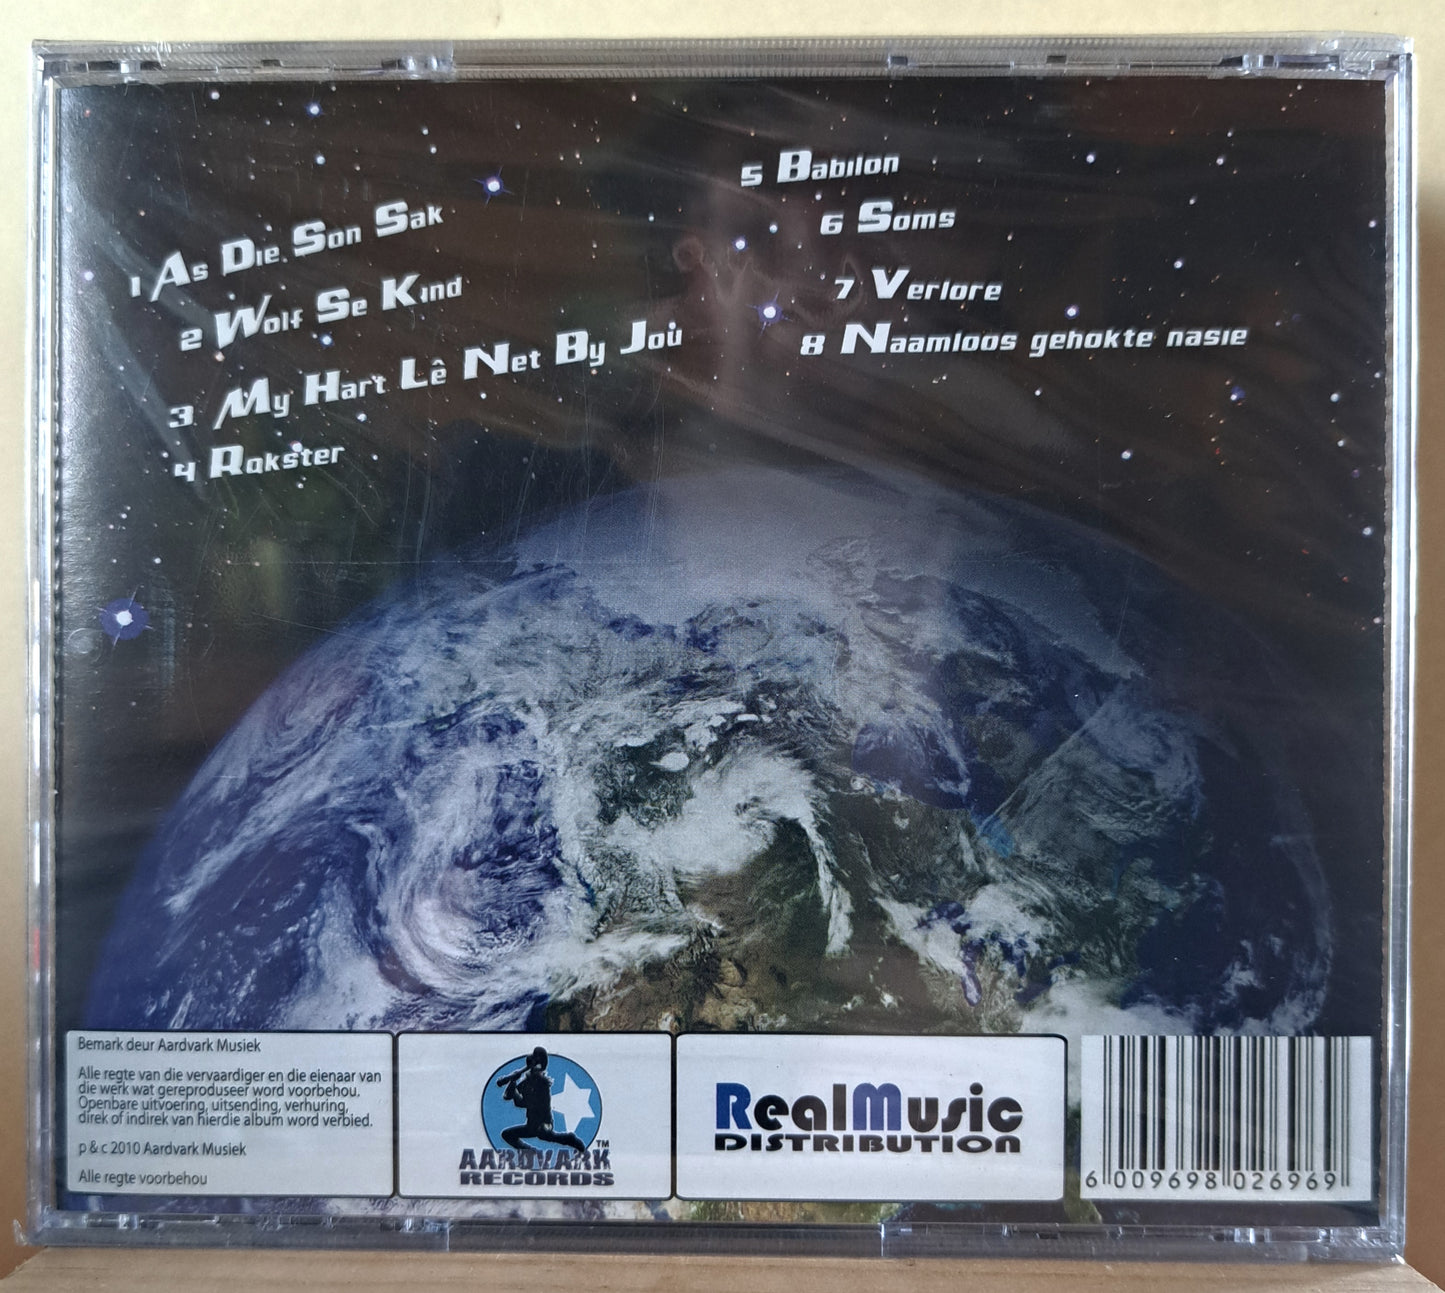 1 As Die Son Sak
2 Wolf Se Kind
3 My Hart Lê Net By Jou
4 Rokster
5 Babilon
6 Soms
7 Verlore
8 Naamloos gehokte nasie
Bemark deur Aardvark Musiek
Alle regte van die vervaardiger en die eienaar van
die werk wat gereproduseer word voorbehou.
Openbare uitvoering, uitsending, verhuring,
direk of indirek van hierdie album word verbied.
p & c 2010 Aardvark Musiek
Alle regte voorbehou
AARDVARK™
RECORDS
RealMusic
DISTRIBUTION
6 009698 026969